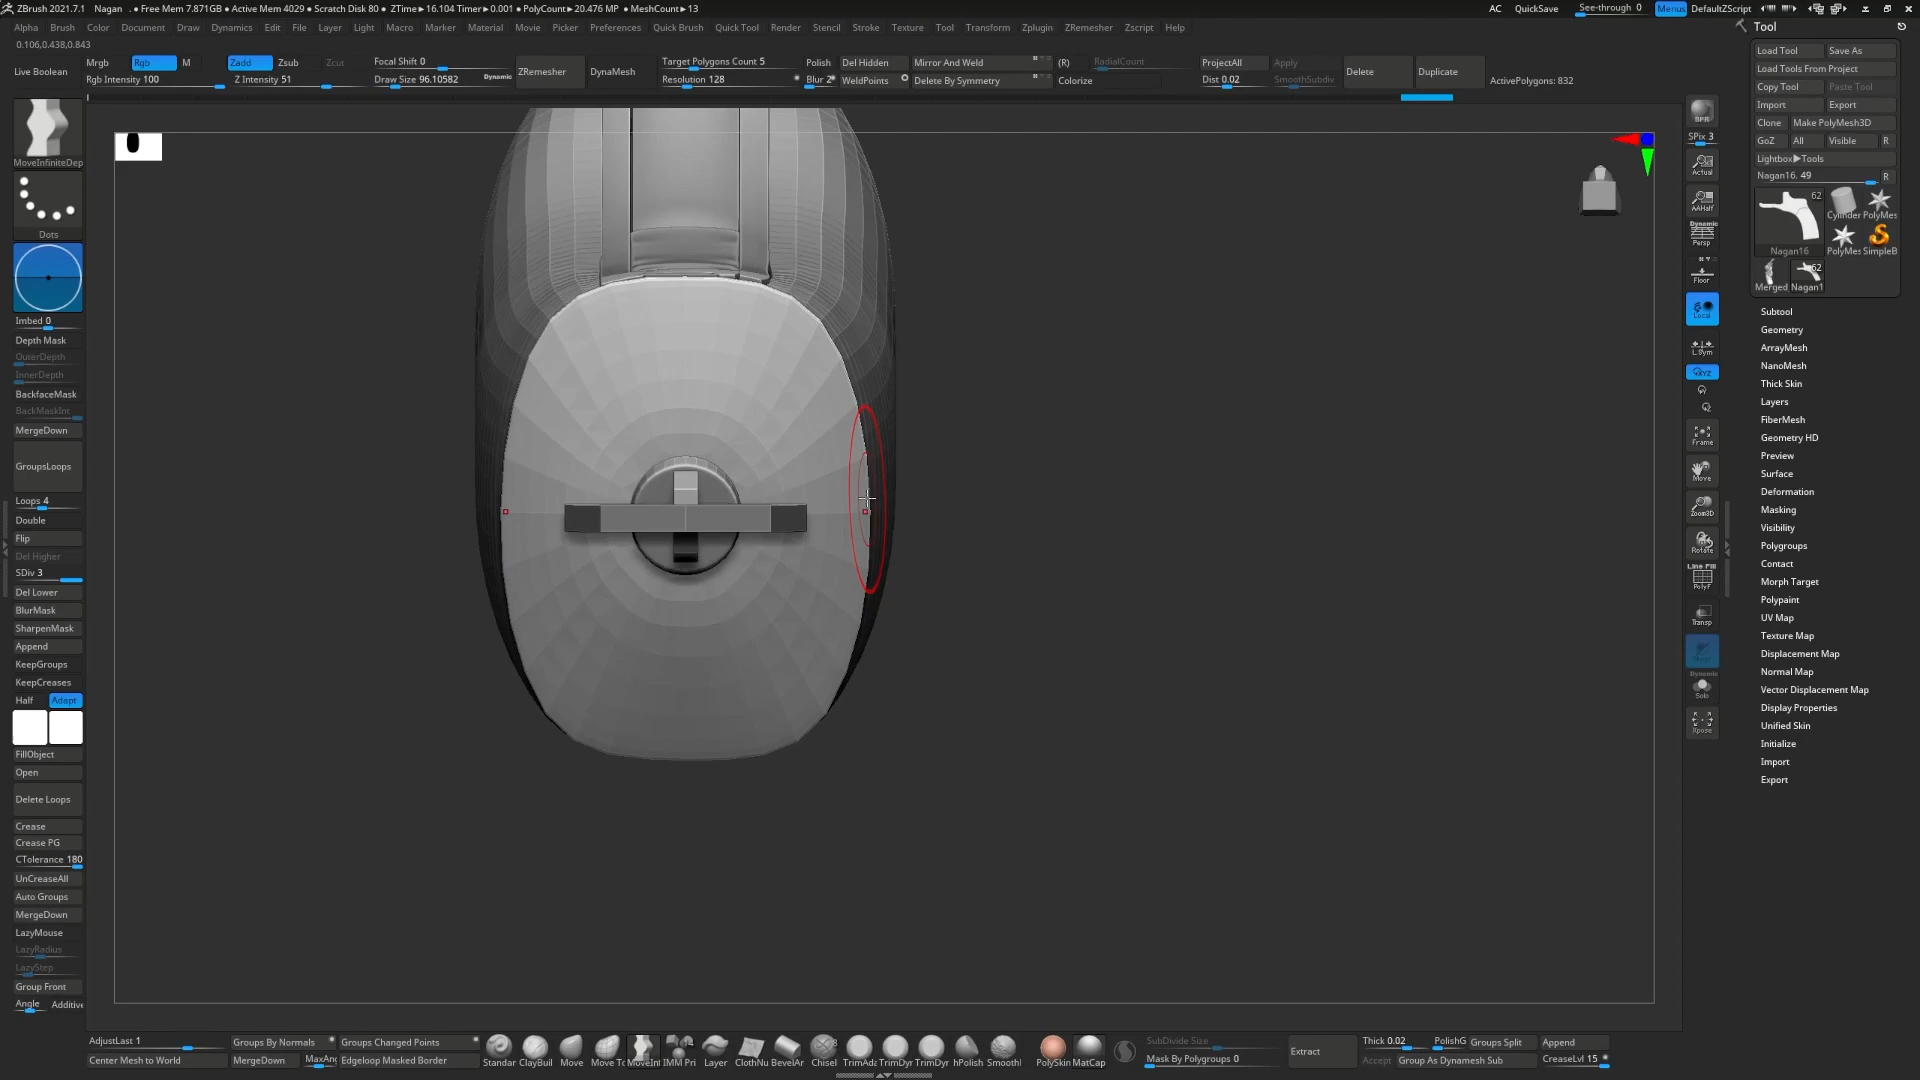 ZBrush 2021.7.1 Nagan . • Free Mem 7.871GB • Active Mem 4029 • Scratch Disk 80 • ZTime▸16.104 Timer▸0.001 • PolyCount▸20.476 MP • MeshCount▸13 AC QuickSave See-through 0 Menus DefaultZScript
Alpha Brush Color Document Draw Dynamics Edit File Layer Light Macro Marker Material Movie Picker Preferences Quick Brush Quick Tool Render Stencil Stroke Texture Tool Transform Zplugin ZRemesher Zscript Help
0.106,0.438,0.843
Live Boolean
Mrgb Rgb M Zadd Zsub Zcut Focal Shift 0
Rgb Intensity 100 Z Intensity 51 Draw Size 96.10582 Dynamic
ZRemesher DynaMesh
Target Polygons Count 5 Polish Del Hidden Mirror And Weld (R) RadialCount ProjectAll Apply
Resolution 128 Blur 2 WeldPoints Delete By Symmetry Colorize Dist 0.02 SmoothSubdiv
Delete Duplicate ActivePolygons: 832
MoveInfiniteDep
Dots
Imbed 0
Depth Mask
OuterDepth
InnerDepth
BackfaceMask
BackMaskInt
MergeDown
GroupsLoops
Loops 4
Double
Flip
Del Higher
SDiv 3
Del Lower
BlurMask
SharpenMask
Append
KeepGroups
KeepCreases
Half Adapt
FillObject
Open
Delete Loops
Crease
Crease PG
CTolerance 180
UnCreaseAll
Auto Groups
MergeDown
LazyMouse
LazyRadius
LazyStep
Group Front
Angle Additive
BPR
SPix 3
Actual
AAHalf
Dynamic
Persp
Floor
Local
L.Sym
XYZ
Frame
Move
Zoom3D
Rotate
Line Fill
PolyF
Transp
Dynamic
Solo
Xpose
Tool
Load Tool Save As
Load Tools From Project
Copy Tool Paste Tool
Import Export
Clone Make PolyMesh3D
GoZ All Visible R
Lightbox▸Tools
Nagan16. 49 R
62
Cylinder PolyMes
Nagan16 PolyMes SimpleB
62
Merged Nagan1
Subtool
Geometry
ArrayMesh
NanoMesh
Thick Skin
Layers
FiberMesh
Geometry HD
Preview
Surface
Deformation
Masking
Visibility
Polygroups
Contact
Morph Target
Polypaint
UV Map
Texture Map
Displacement Map
Normal Map
Vector Displacement Map
Display Properties
Unified Skin
Initialize
Import
Export
AdjustLast 1 Groups By Normals Groups Changed Points
Center Mesh to World MergeDown MaxAng Edgeloop Masked Border
Standar ClayBuil Move Move To MoveInf IMM Pri Layer ClothNu BevelAr Chisel TrimAda TrimDyr TrimDyr hPolish Smooth PolySkin MatCap
SubDivide Size
Mask By Polygroups 0
Extract
Thick 0.02 PolishG Groups Split Append
Accept Group As Dynamesh Sub CreaseLvl 15